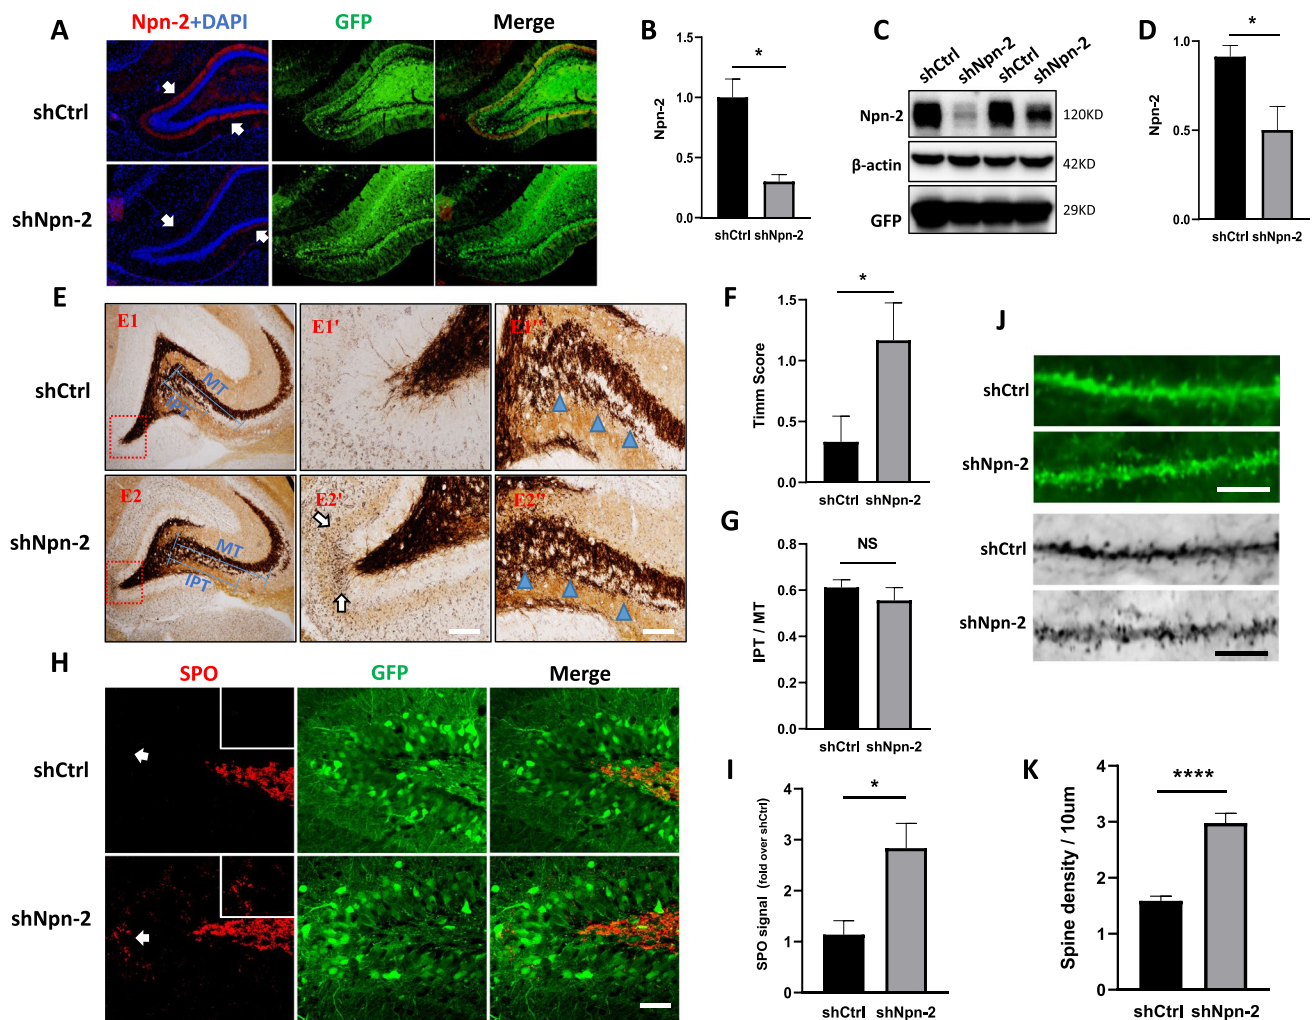 A
Npn-2+DAPI
GFP
Merge
shCtrl
shNpn-2
B
1.5
1.0
0.5
0.0
Npn-2
*
shCtrl shNpn-2
C
shCtrl
shNpn-2
shCtrl
shNpn-2
Npn-2
120KD
β-actin
42KD
GFP
29KD
D
1.0
0.5
0.0
Npn-2
*
shCtrl shNpn-2
E
shCtrl
E1
MT
IPT
E1'
E1''
shNpn-2
E2
MT
IPT
E2'
E2''
F
1.5
1.0
0.5
0.0
Timm Score
*
shCtrl shNpn-2
G
0.8
0.6
0.4
0.2
0.0
IPT / MT
NS
shCtrl shNpn-2
H
SPO
GFP
Merge
shCtrl
shNpn-2
I
4
3
2
1
0
SPO signal (fold over shCtrl)
*
shCtrl shNpn-2
J
shCtrl
shNpn-2
shCtrl
shNpn-2
K
4
3
2
1
0
Spine density / 10um
****
shCtrl shNpn-2